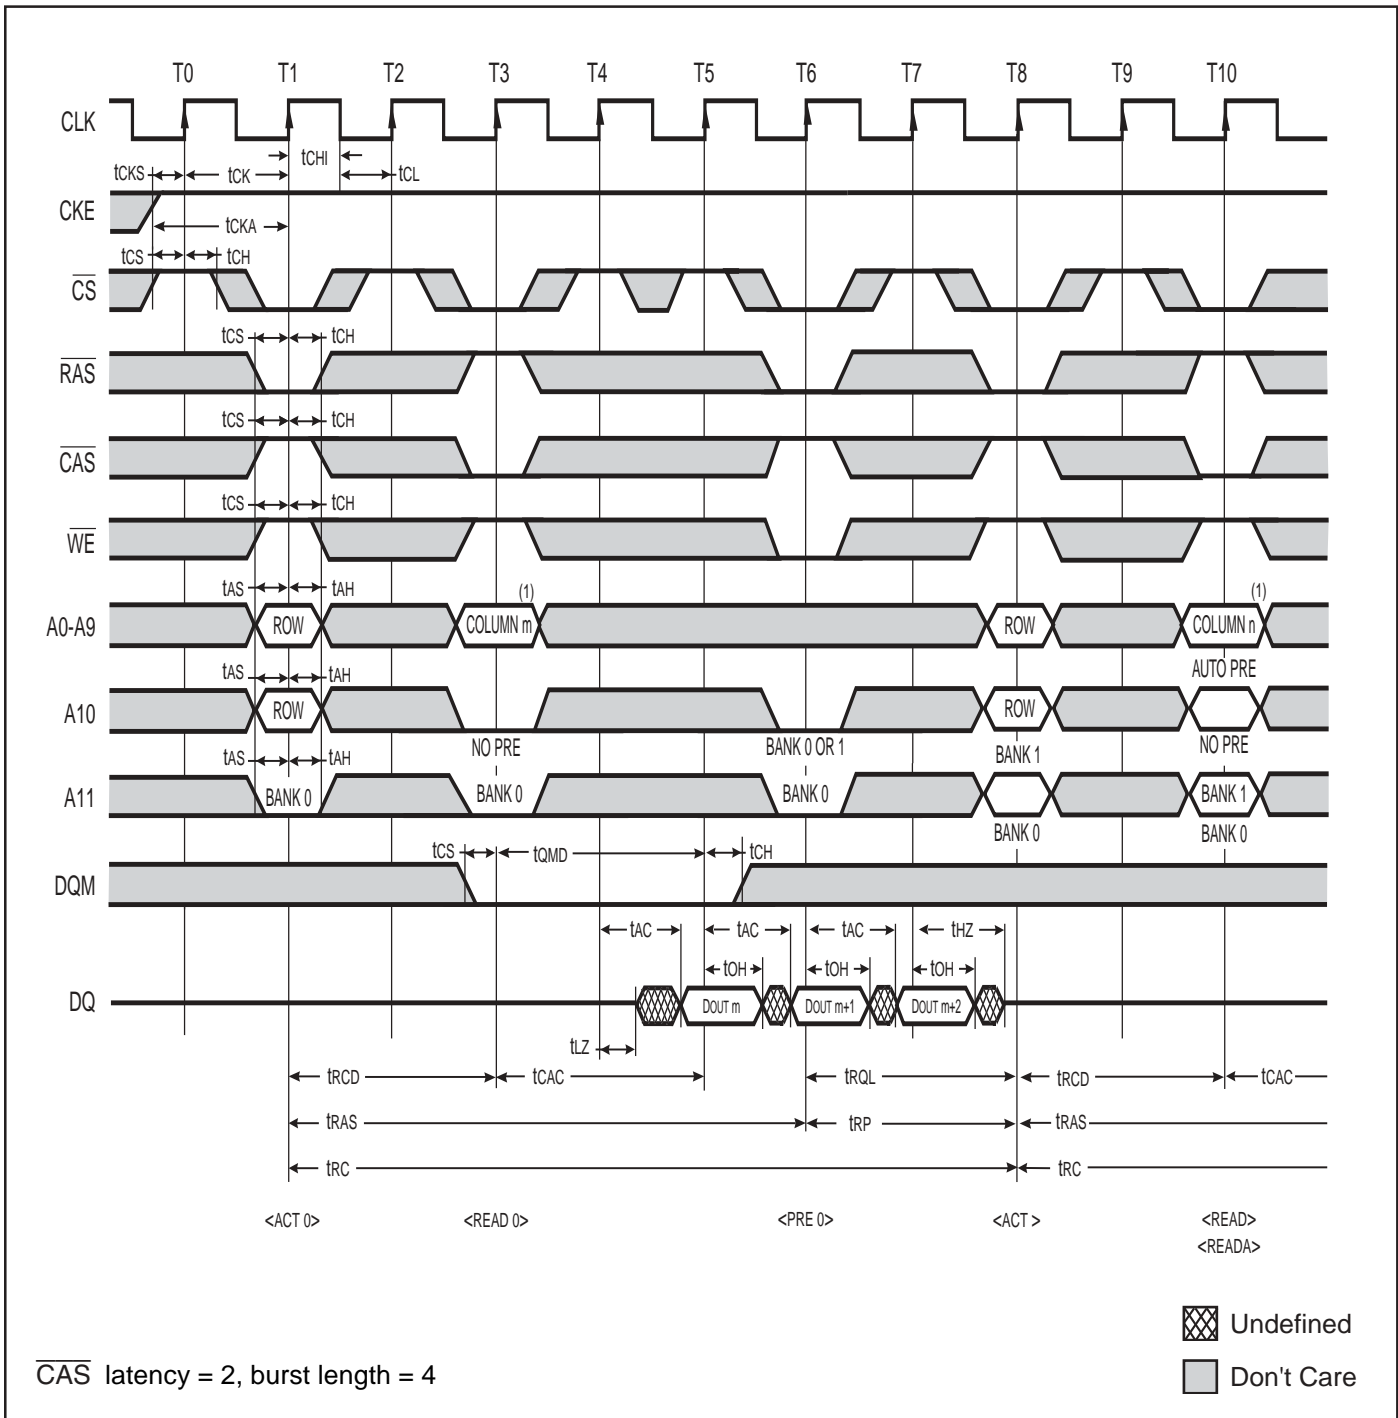 T0 T1 T2 T3 T4 T5 T6 T7 T8 T9 T10
CLK
tCHI
tCKS tCK tCL
CKE
tCKA
tCS tCH
CS
tCS tCH
RAS
tCS tCH
CAS
tCS tCH
WE
tAS tAH (1) (1)
A0-A9 ROW COLUMN m ROW COLUMN n
tAS tAH AUTO PRE
A10 ROW ROW
NO PRE BANK 0 OR 1 BANK 1 NO PRE
tAS tAH
A11 BANK 0 BANK 0 BANK 0 BANK 1
BANK 0 BANK 0
tCS tQMD tCH
DQM
tAC tAC tAC tHZ
tOH tOH tOH
DQ DOUT m DOUT m+1 DOUT m+2
tLZ
tRCD tCAC tRQL tRCD tCAC
tRAS tRP tRAS
tRC tRC
<ACT 0> <READ 0> <PRE 0> <ACT > <READ>
<READA>
Undefined
CAS latency = 2, burst length = 4
Don't Care